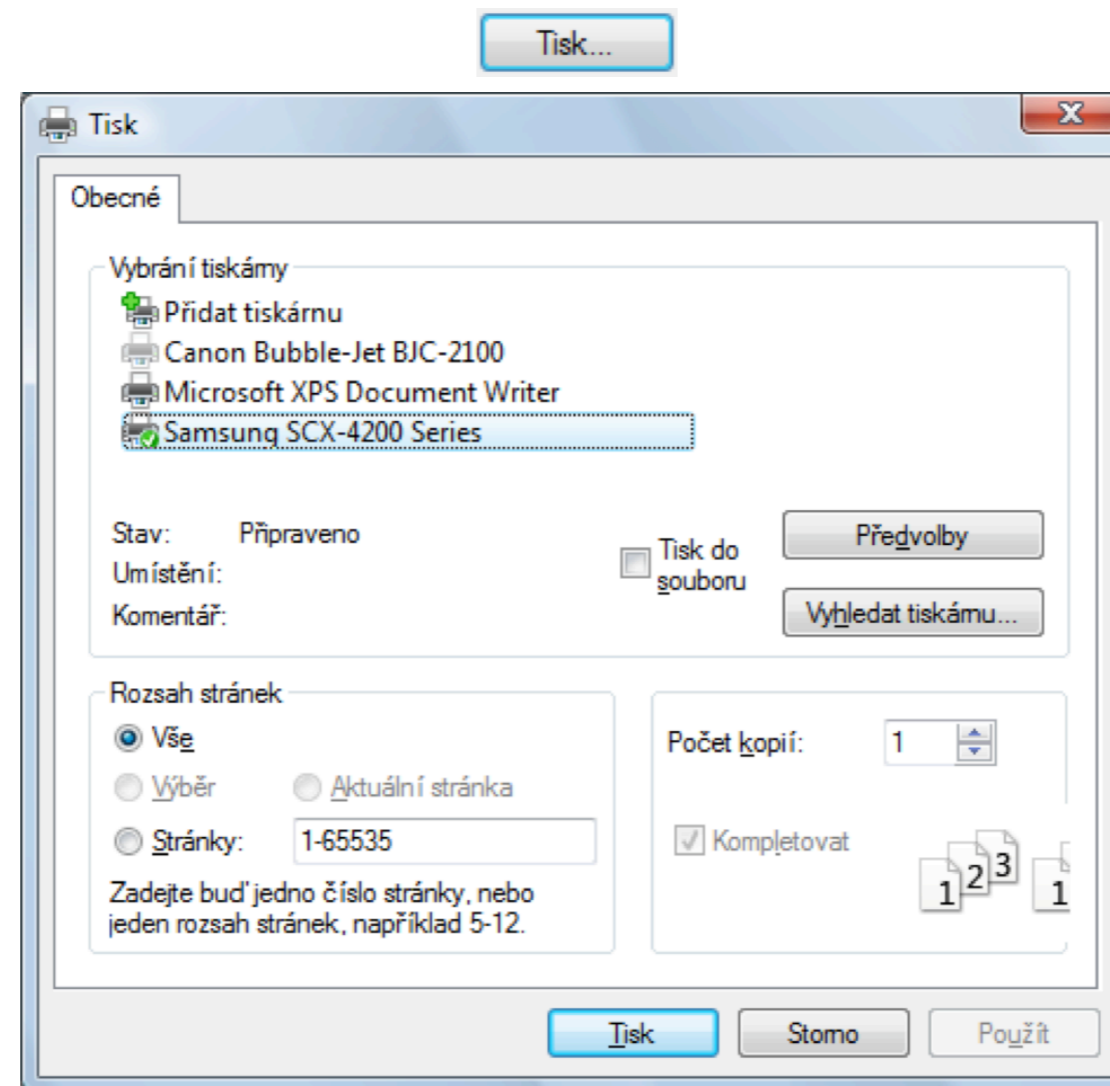 Tisk...
Tisk
Obecné
Vybrání tiskárny
Přidat tiskárnu
Canon Bubble-Jet BJC-2100
Microsoft XPS Document Writer
Samsung SCX-4200 Series
Stav: Připraveno
Umístění:
Komentář:
Tisk do
souboru
Předvolby
Vyhledat tiskárnu...
Rozsah stránek
Vše
Výběr Aktuální stránka
Stránky: 1-65535
Zadejte buď jedno číslo stránky, nebo
jeden rozsah stránek, například 5-12.
Počet kopií: 1
Kompletovat
1 2 3 1
Tisk Storno Použít